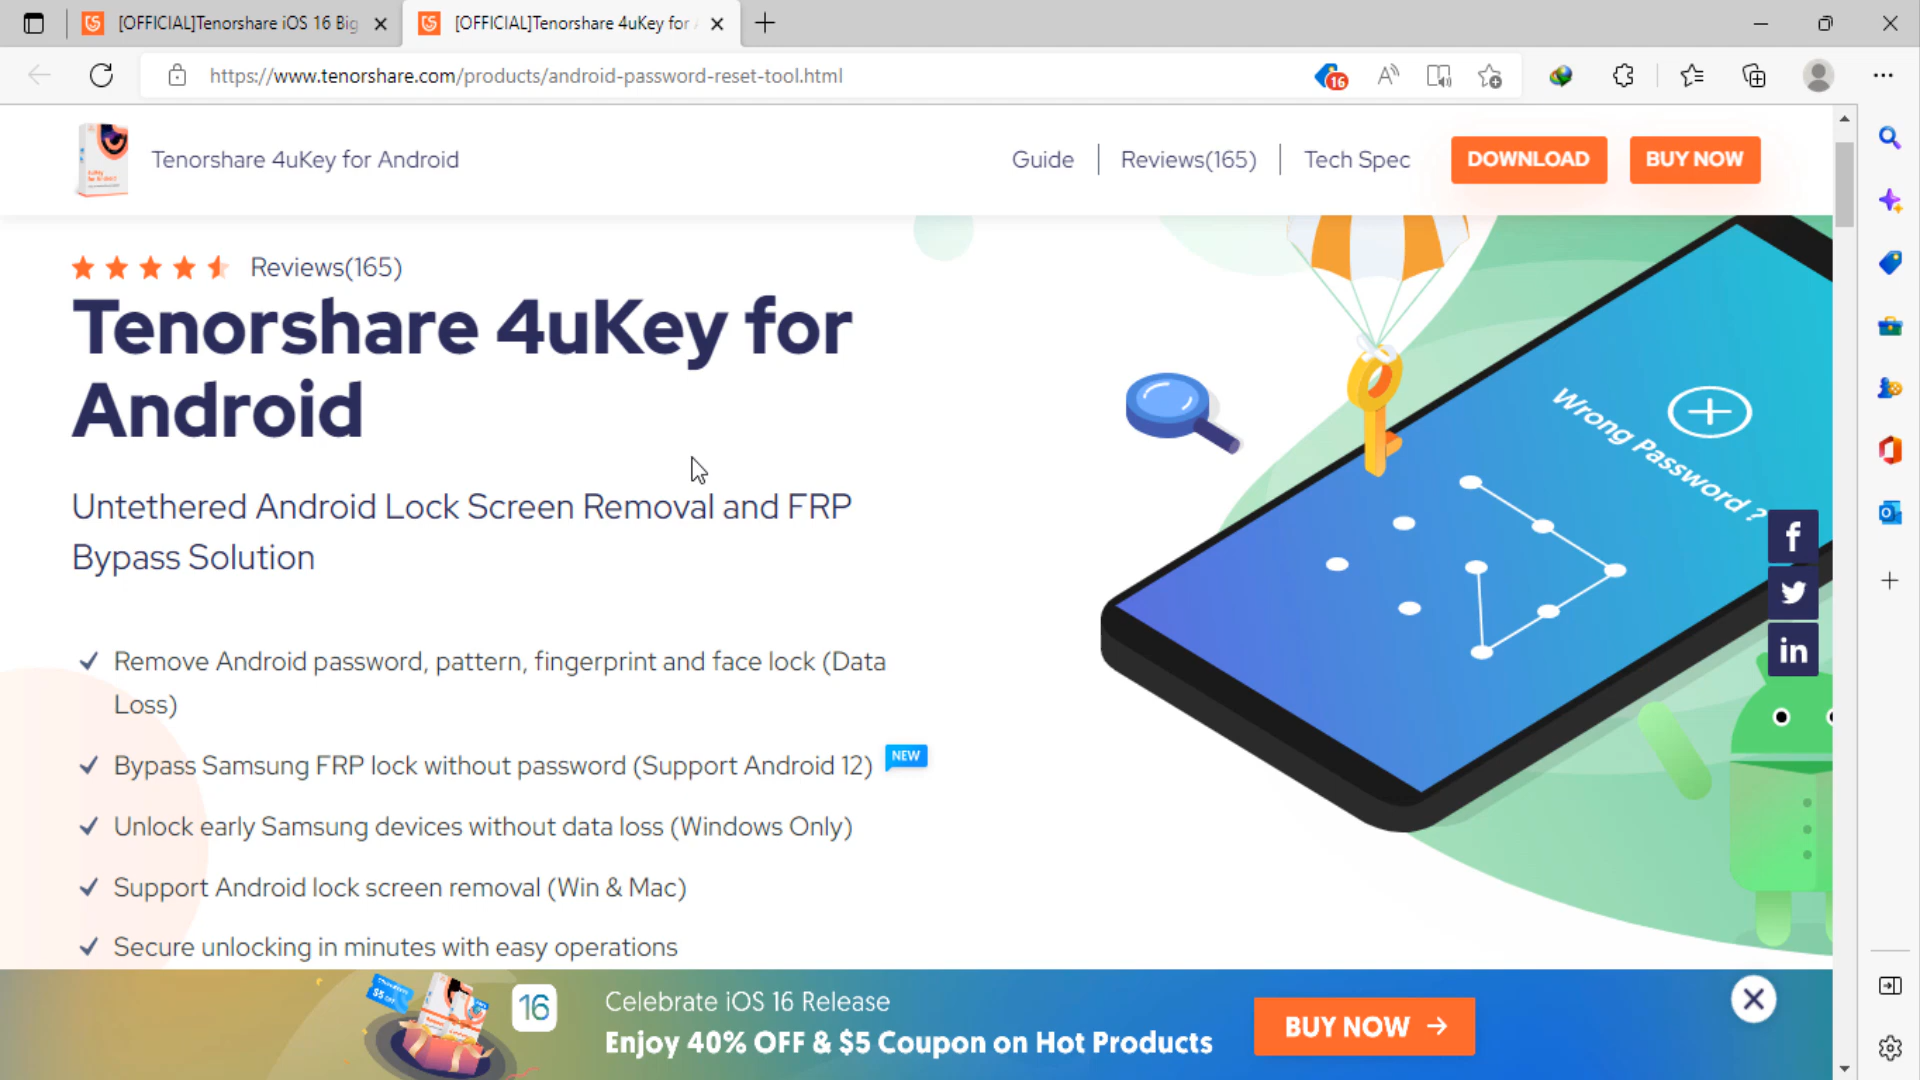 [OFFICIAL]Tenorshare iOS 16 Big
[OFFICIAL]Tenorshare 4uKey for
https://www.tenorshare.com/products/android-password-reset-tool.html
16
Tenorshare 4uKey for Android
Guide
Reviews(165)
Tech Spec
DOWNLOAD
BUY NOW
Reviews(165)
Tenorshare 4uKey for
Android
Untethered Android Lock Screen Removal and FRP
Bypass Solution
Remove Android password, pattern, fingerprint and face lock (Data
Loss)
Bypass Samsung FRP lock without password (Support Android 12)
NEW
Unlock early Samsung devices without data loss (Windows Only)
Support Android lock screen removal (Win & Mac)
Secure unlocking in minutes with easy operations
Wrong Password ?
f
in
$5 OFF
16
Celebrate iOS 16 Release
Enjoy 40% OFF & $5 Coupon on Hot Products
BUY NOW →